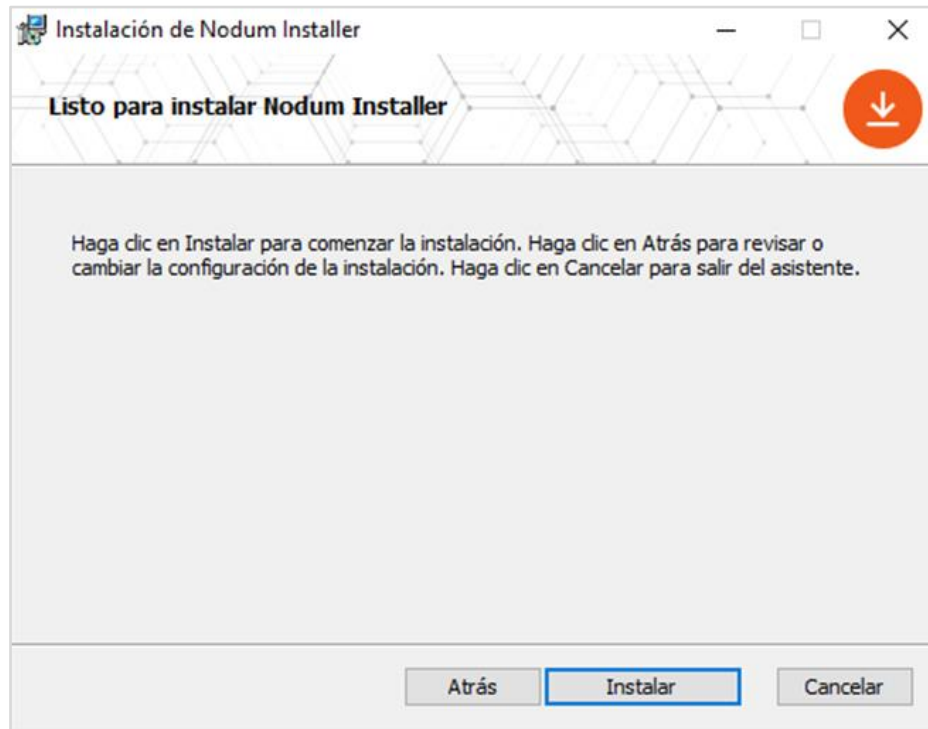 Instalación de Nodum Installer
Listo para instalar Nodum Installer
Haga clic en Instalar para comenzar la instalación. Haga clic en Atrás para revisar o
cambiar la configuración de la instalación. Haga clic en Cancelar para salir del asistente.
Atrás
Instalar
Cancelar